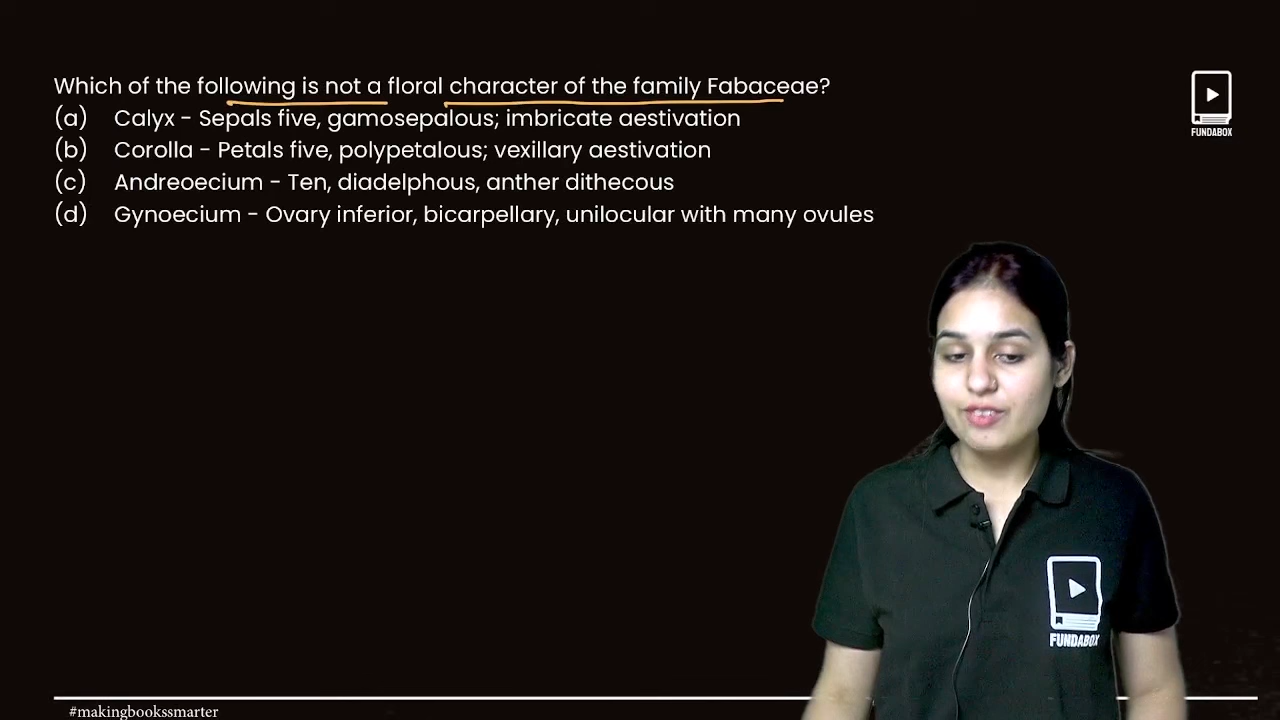 Which of the following is not a floral character of the family Fabaceae?
(a) Calyx - Sepals five, gamosepalous; imbricate aestivation
(b) Corolla - Petals five, polypetalous; vexillary aestivation
(c) Andreoecium - Ten, diadelphous, anther dithecous
(d) Gynoecium - Ovary inferior, bicarpellary, unilocular with many ovules
FUNDABOX
FUNDABOX
#makingbookssmarter